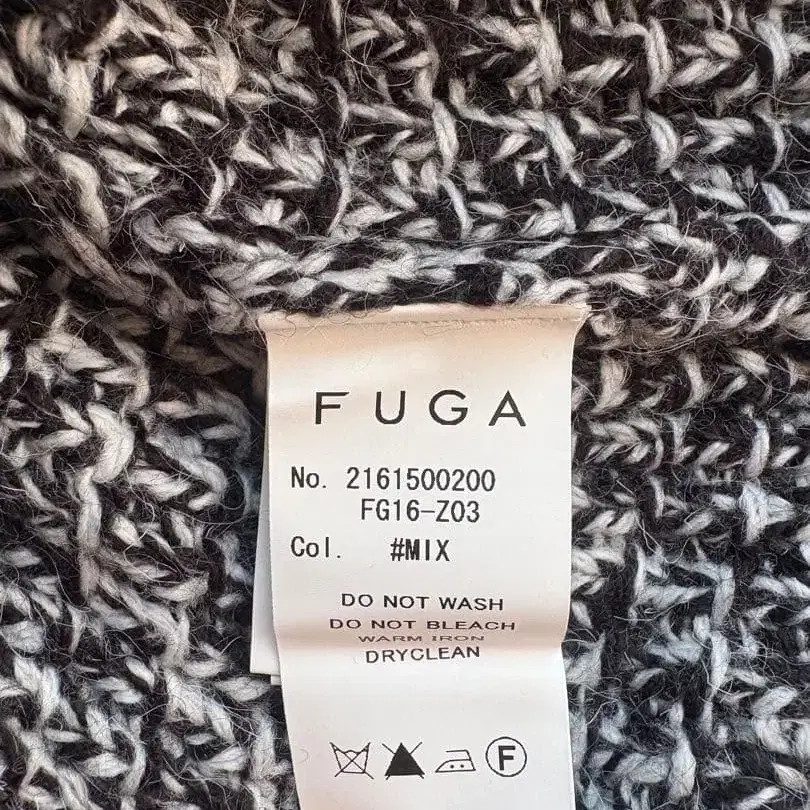 FUGA
No. 2161500200
FG16-Z03
Col. #MIX
DO NOT WASH
DO NOT BLEACH
WARM IRON
DRYCLEAN
F